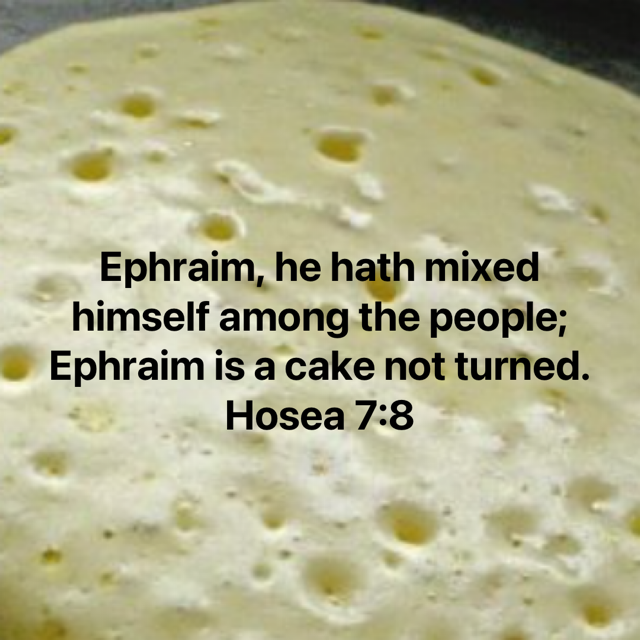 Ephraim, he hath mixed
himself among the people;
Ephraim is a cake not turned.
Hosea 7:8